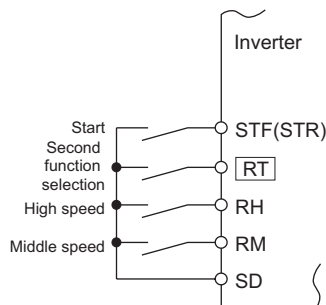 Inverter
Start
STF(STR)
Second
function
selection
RT
High speed
RH
Middle speed
RM
SD